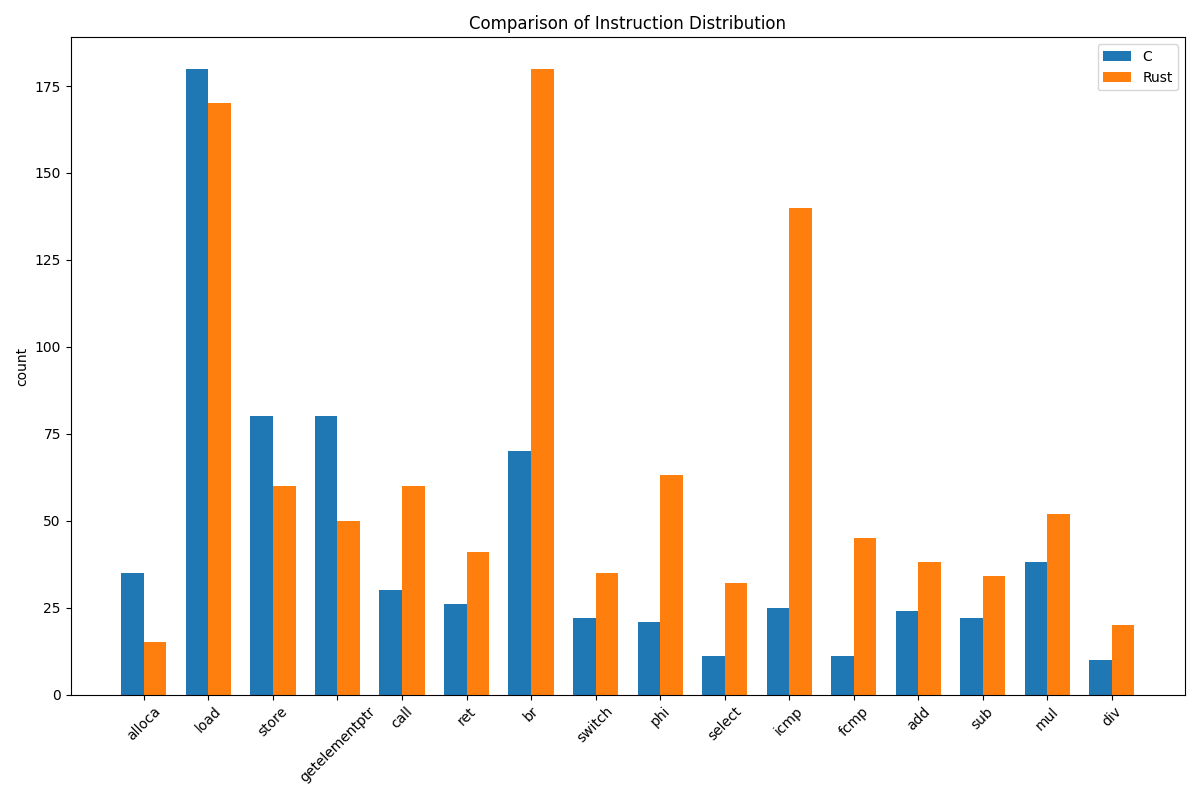 Comparison of Instruction Distribution
C
Rust
count
175
150
125
100
75
50
25
0
alloca
load
store
getelementptr
call
ret
br
switch
phi
select
icmp
fcmp
add
sub
mul
div